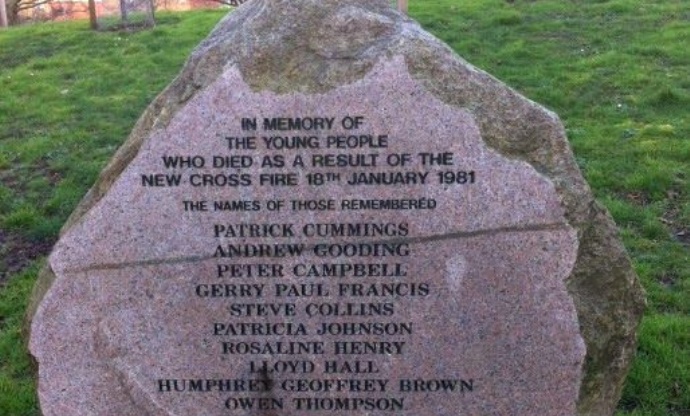 IN MEMORY OF
THE YOUNG PEOPLE
WHO DIED AS A RESULT OF THE
NEW CROSS FIRE 18TH JANUARY 1981
THE NAMES OF THOSE REMEMBERED
PATRICK CUMMINGS
ANDREW GOODING
PETER CAMPBELL
GERRY PAUL FRANCIS
STEVE COLLINS
PATRICIA JOHNSON
ROSALINE HENRY
LLOYD HALL
HUMPHREY GEOFFREY BROWN
OWEN THOMPSON